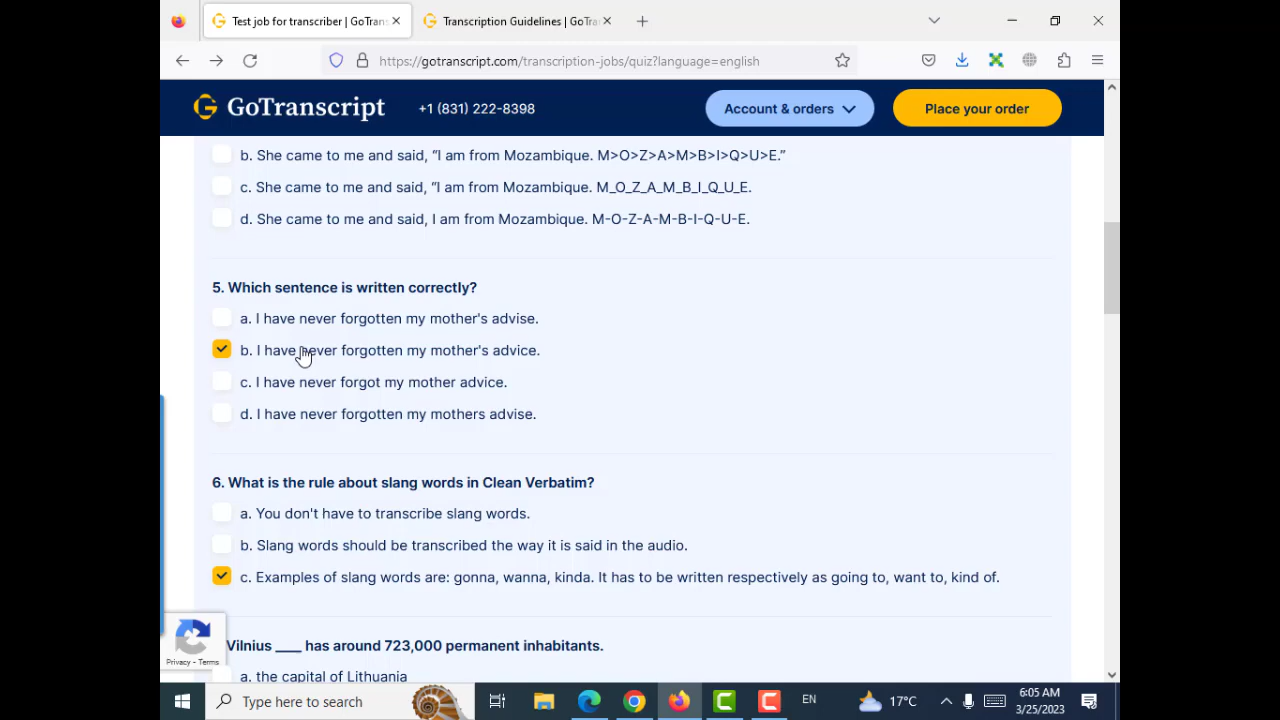 Test job for transcriber | GoTrans
Transcription Guidelines | GoTra
https://gotranscript.com/transcription-jobs/quiz?language=english
GoTranscript
+1 (831) 222-8398
Account & orders
Place your order
b. She came to me and said, “I am from Mozambique. M>O>Z>A>M>B>I>Q>U>E.”
c. She came to me and said, “I am from Mozambique. M_O_Z_A_M_B_I_Q_U_E.
d. She came to me and said, I am from Mozambique. M-O-Z-A-M-B-I-Q-U-E.
5. Which sentence is written correctly?
a. I have never forgotten my mother's advise.
b. I have never forgotten my mother's advice.
c. I have never forgot my mother advice.
d. I have never forgotten my mothers advise.
6. What is the rule about slang words in Clean Verbatim?
a. You don't have to transcribe slang words.
b. Slang words should be transcribed the way it is said in the audio.
c. Examples of slang words are: gonna, wanna, kinda. It has to be written respectively as going to, want to, kind of.
Vilnius ____ has around 723,000 permanent inhabitants.
a. the capital of Lithuania
Privacy - Terms
Type here to search
EN
17°C
6:05 AM
3/25/2023